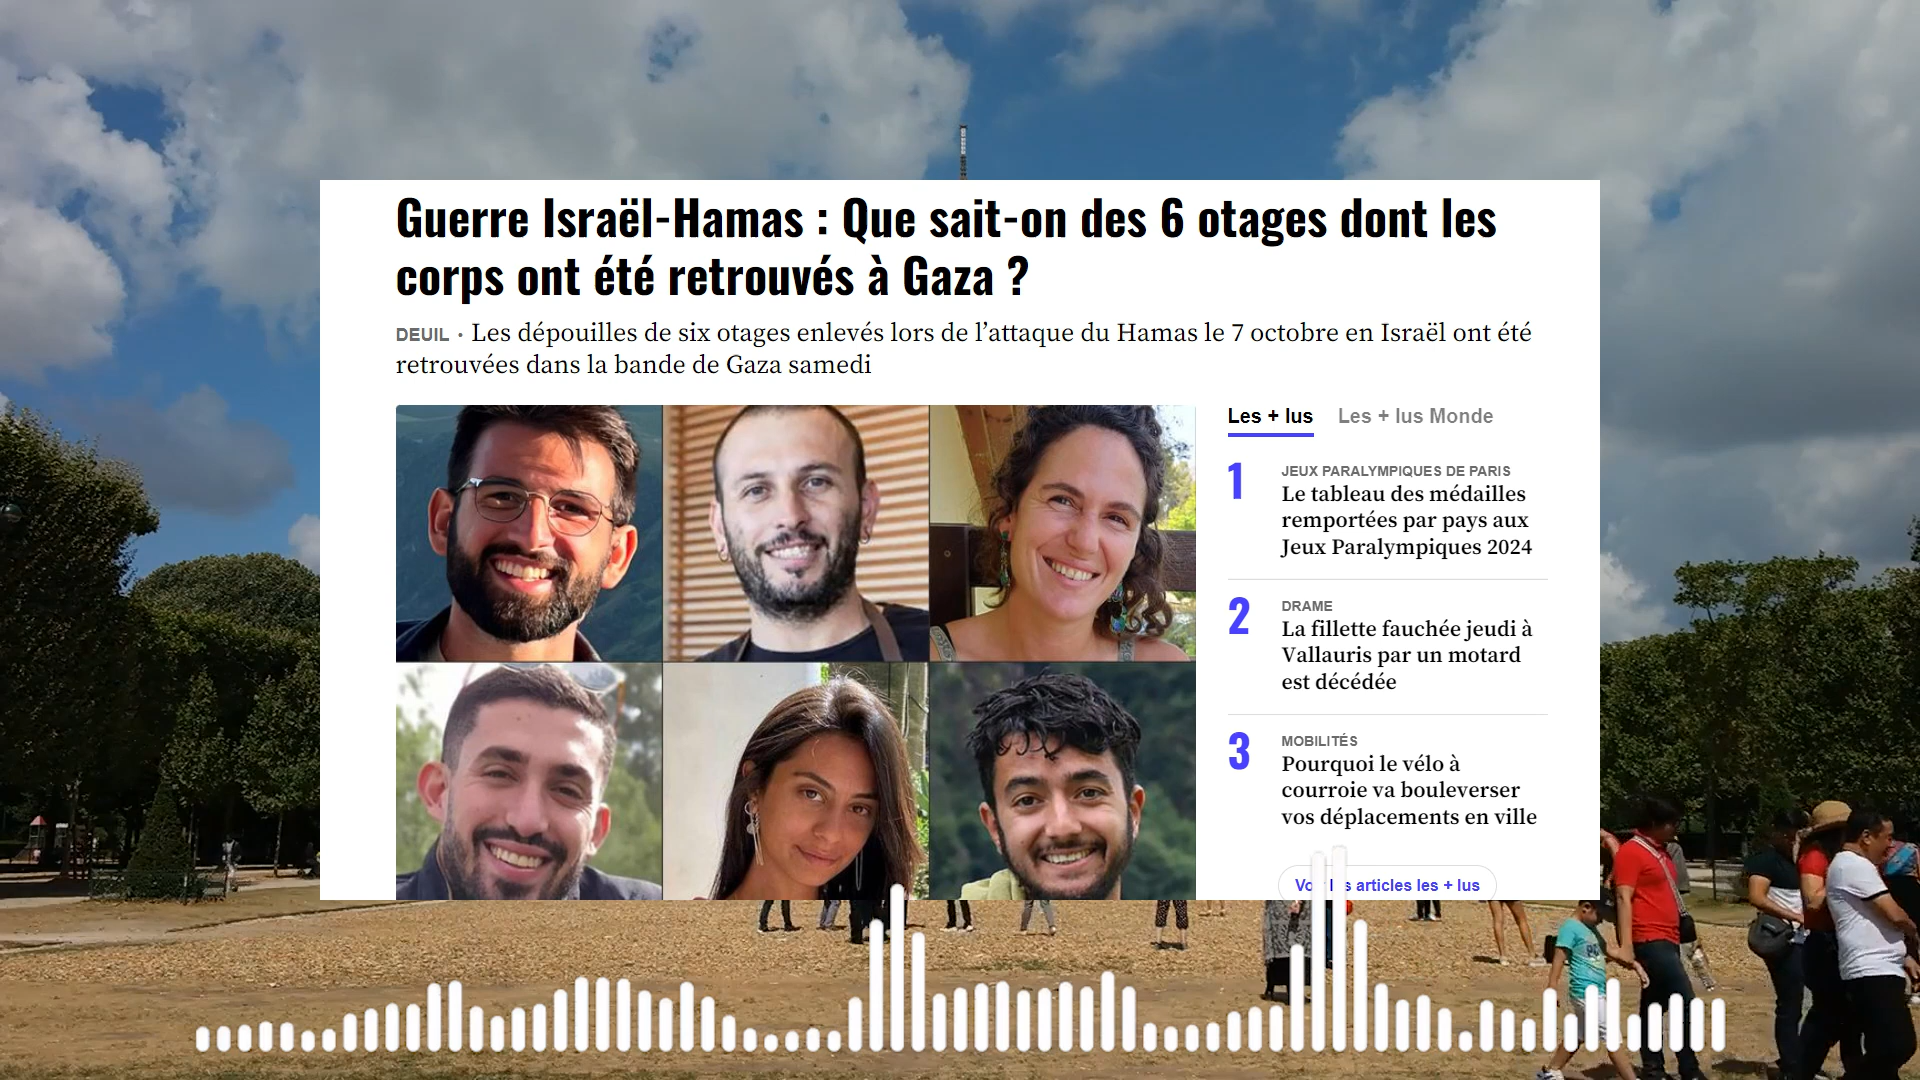 Guerre Israël-Hamas : Que sait-on des 6 otages dont les
corps ont été retrouvés à Gaza ?
DEUIL • Les dépouilles de six otages enlevés lors de l’attaque du Hamas le 7 octobre en Israël ont été
retrouvées dans la bande de Gaza samedi
Les + lus Les + lus Monde
1 JEUX PARALYMPIQUES DE PARIS
Le tableau des médailles
remportées par pays aux
Jeux Paralympiques 2024
2 DRAME
La fillette fauchée jeudi à
Vallauris par un motard
est décédée
3 MOBILITÉS
Pourquoi le vélo à
courroie va bouleverser
vos déplacements en ville
Voir les articles les + lus